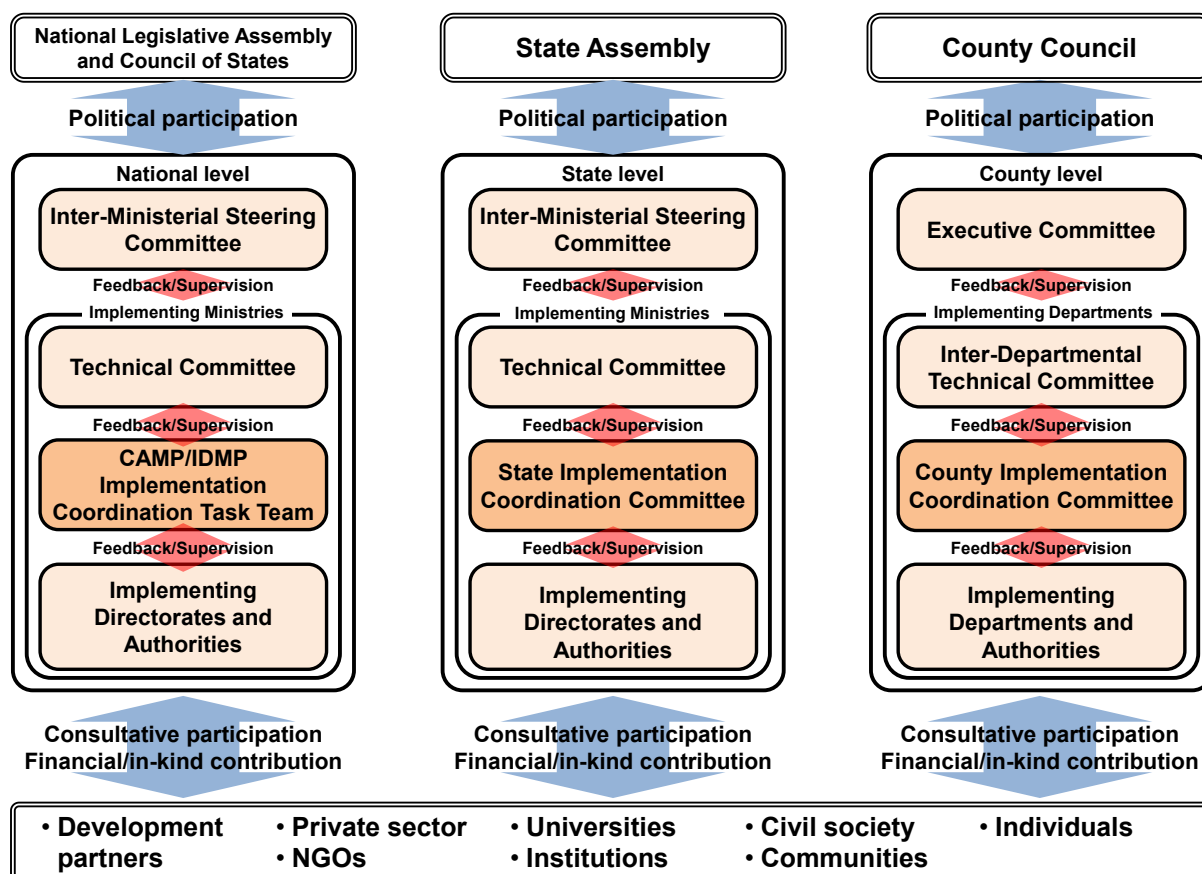 National Legislative Assembly
and Council of States
State Assembly
County Council
Political participation
Political participation
Political participation
National level
Inter-Ministerial Steering
Committee
Feedback/Supervision
Implementing Ministries
Technical Committee
Feedback/Supervision
CAMP/IDMP
Implementation
Coordination Task Team
Feedback/Supervision
Implementing
Directorates and
Authorities
State level
Inter-Ministerial Steering
Committee
Feedback/Supervision
Implementing Ministries
Technical Committee
Feedback/Supervision
State Implementation
Coordination Committee
Feedback/Supervision
Implementing
Directorates and
Authorities
County level
Executive Committee
Feedback/Supervision
Implementing Departments
Inter-Departmental
Technical Committee
Feedback/Supervision
County Implementation
Coordination Committee
Feedback/Supervision
Implementing
Departments and
Authorities
Consultative participation
Financial/in-kind contribution
Consultative participation
Financial/in-kind contribution
Consultative participation
Financial/in-kind contribution
• Development
partners
• Private sector
• NGOs
• Universities
• Institutions
• Civil society
• Communities
• Individuals